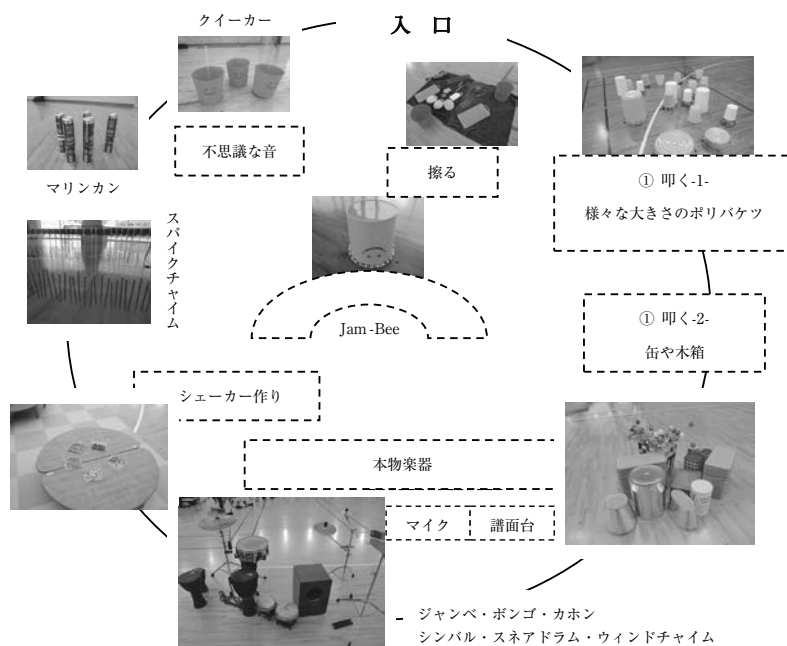 クイーカー
入口
不思議な音
マリンカン
擦る
① 叩く-1-
様々な大きさのポリバケツ
スパイクチャイム
Jam-Bee
① 叩く-2-
缶や木箱
シェーカー作り
本物楽器
マイク
譜面台
ジャンベ・ボンゴ・カホン
シンバル・スネアドラム・ウィンドチャイム